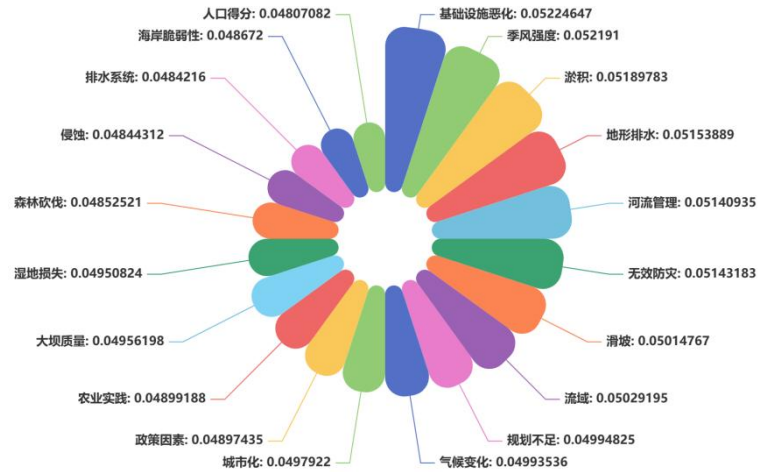 人口得分: 0.04807082
基础设施恶化: 0.05224647
海岸脆弱性: 0.048672
季风强度: 0.052191
排水系统: 0.0484216
淤积: 0.05189783
侵蚀: 0.04844312
地形排水: 0.05153889
森林砍伐: 0.04852521
河流管理: 0.05140935
湿地损失: 0.04950824
无效防灾: 0.05143183
大坝质量: 0.04956198
滑坡: 0.05014767
农业实践: 0.04899188
流域: 0.05029195
政策因素: 0.04897435
规划不足: 0.04994825
城市化: 0.0497922
气候变化: 0.04993536